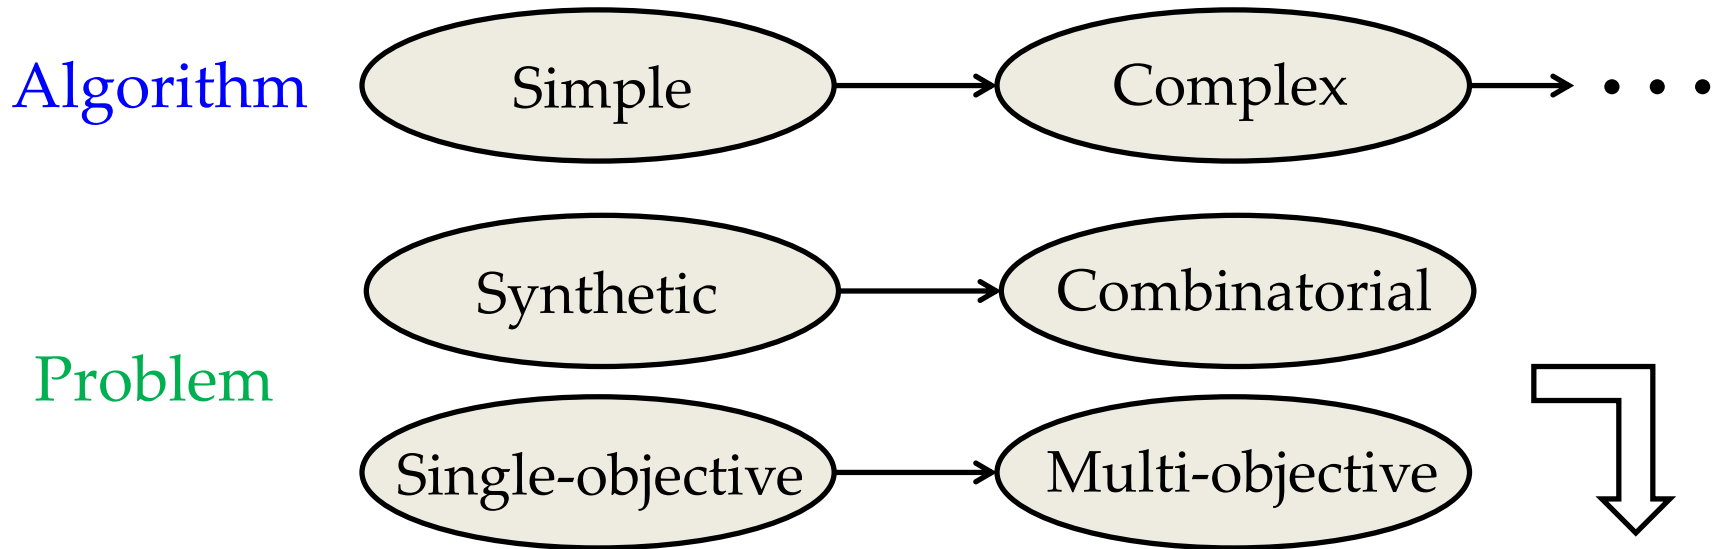 Algorithm Simple Complex ...
Synthetic Combinatorial
Problem
Single-objective Multi-objective